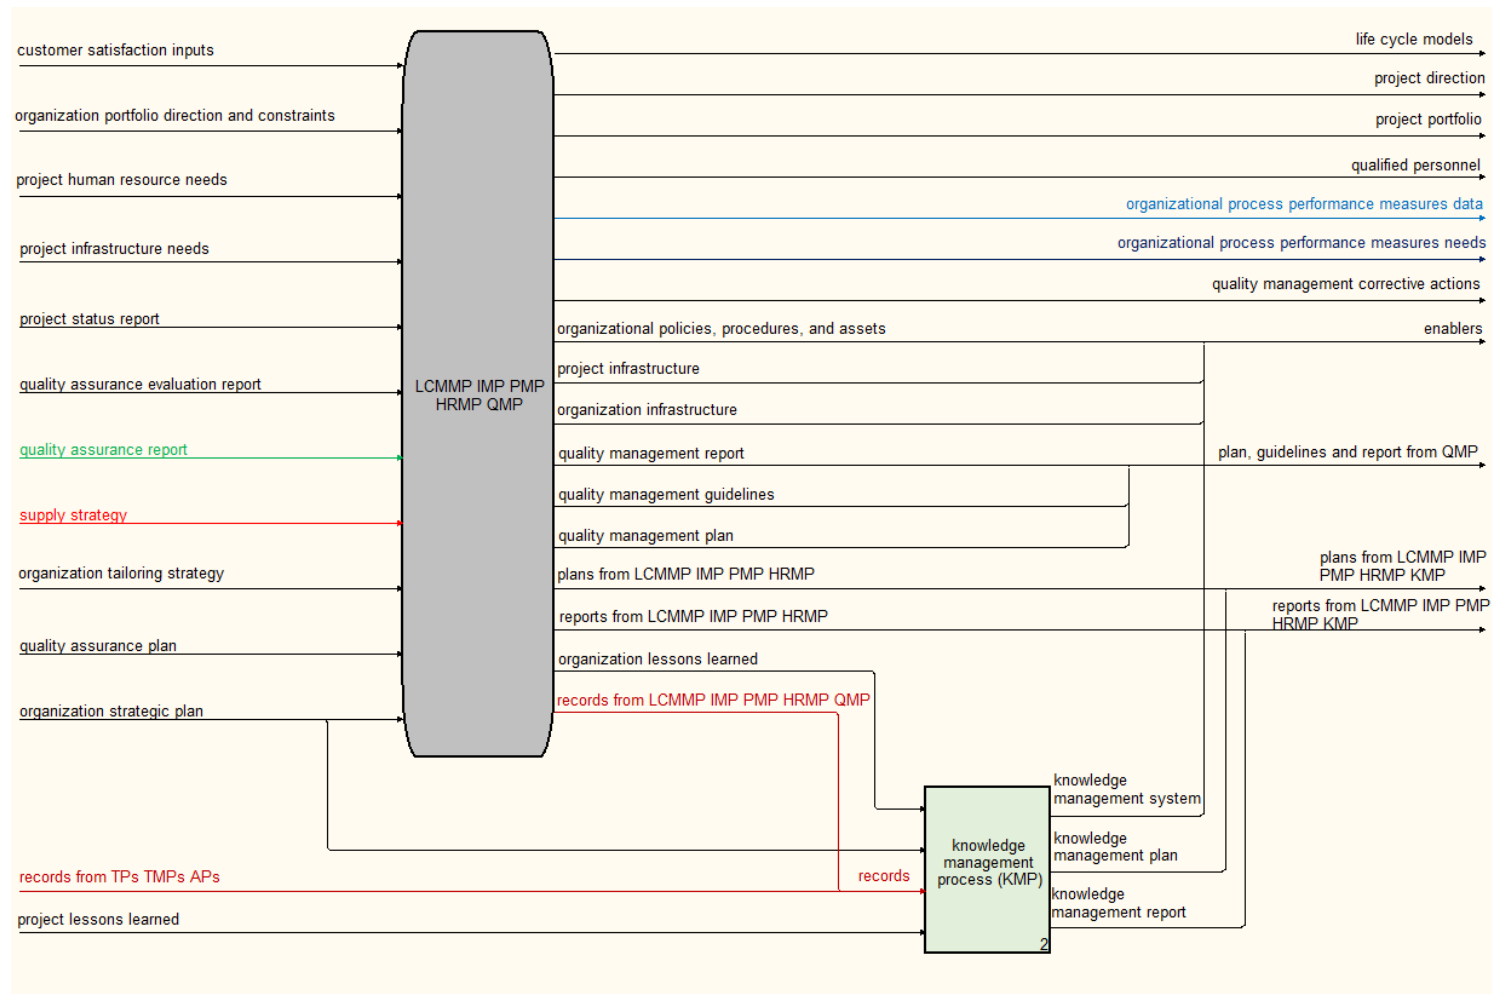 customer satisfaction inputs
organization portfolio direction and constraints
project human resource needs
project infrastructure needs
project status report
quality assurance evaluation report
quality assurance report
supply strategy
organization tailoring strategy
quality assurance plan
organization strategic plan
records from TPs TMPs APs
project lessons learned
LCMMP IMP PMP
HRMP QMP
life cycle models
project direction
project portfolio
qualified personnel
organizational process performance measures data
organizational process performance measures needs
quality management corrective actions
organizational policies, procedures, and assets
enablers
project infrastructure
organization infrastructure
quality management report
plan, guidelines and report from QMP
quality management guidelines
quality management plan
plans from LCMMP IMP PMP HRMP
plans from LCMMP IMP
PMP HRMP KMP
reports from LCMMP IMP PMP HRMP
reports from LCMMP IMP PMP
HRMP KMP
organization lessons learned
records from LCMMP IMP PMP HRMP QMP
records
knowledge
management
process (KMP)
2
knowledge
management system
knowledge
management plan
knowledge
management report